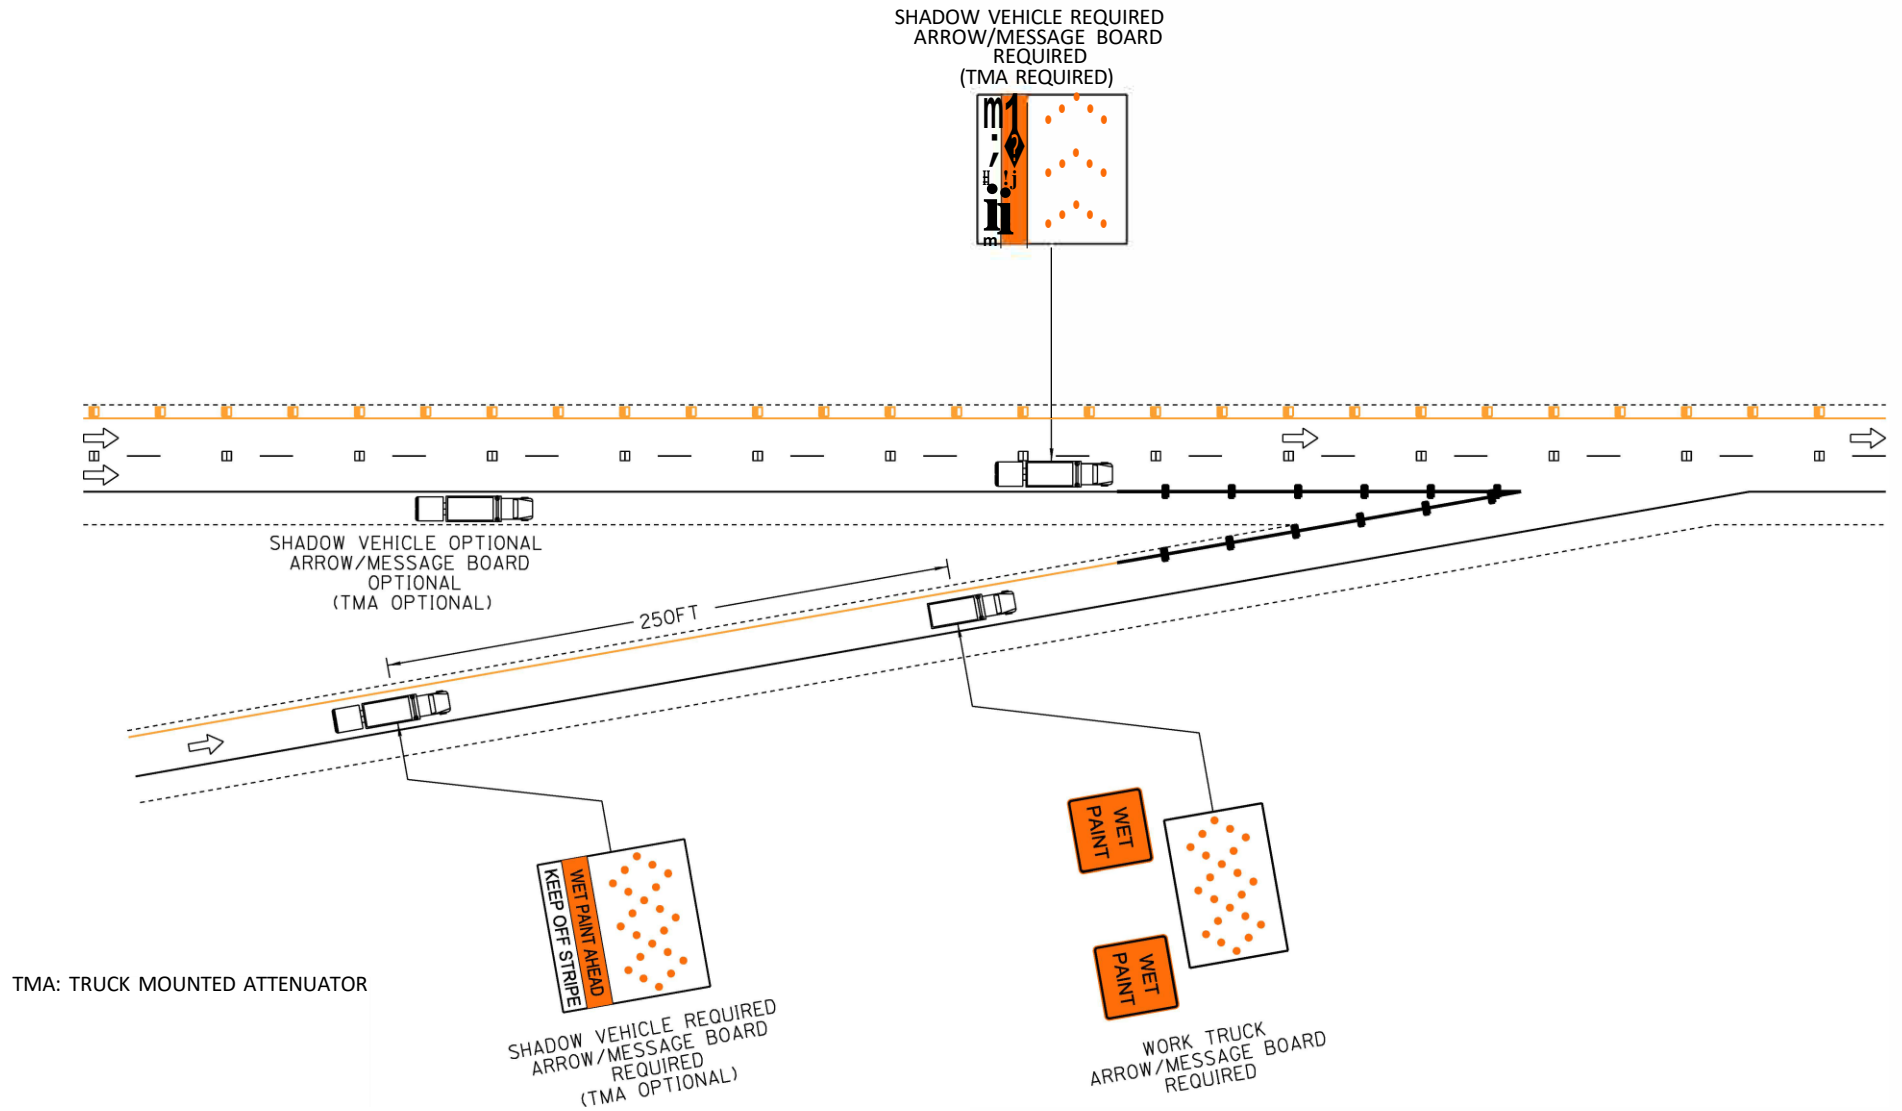 SHADOW VEHICLE REQUIRED
ARROW/MESSAGE BOARD
REQUIRED
(TMA REQUIRED)
SHADOW VEHICLE OPTIONAL
ARROW/MESSAGE BOARD
OPTIONAL
(TMA OPTIONAL)
250FT
WET
PAINT
WET
PAINT
WET PAINT AHEAD
KEEP OFF STRIPE
TMA: TRUCK MOUNTED ATTENUATOR
SHADOW VEHICLE REQUIRED
ARROW/MESSAGE BOARD
REQUIRED
(TMA OPTIONAL)
WORK TRUCK
ARROW/MESSAGE BOARD
REQUIRED